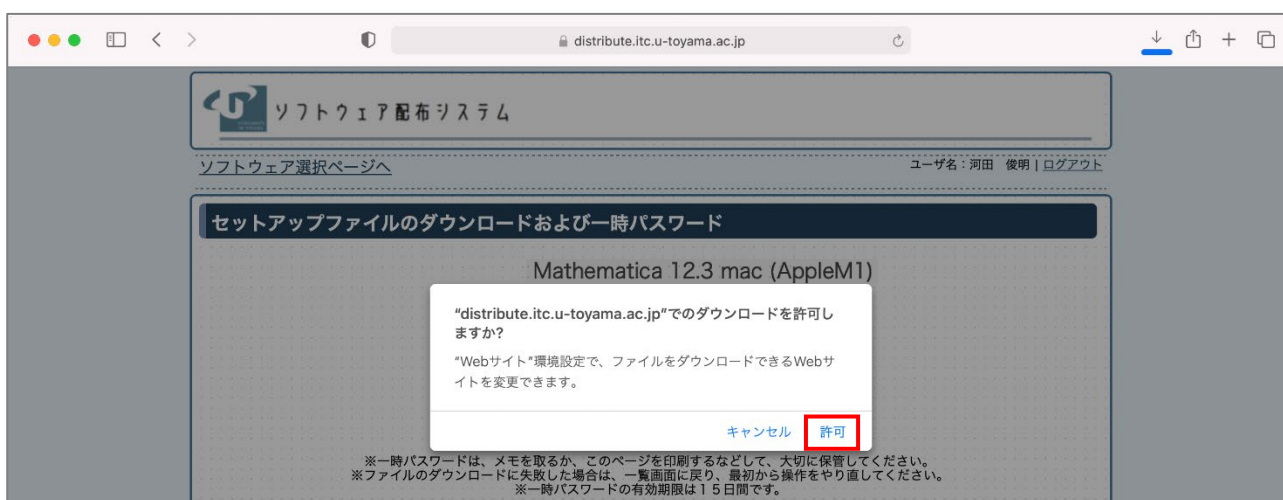 distribute.itc.u-toyama.ac.jp
ソフトウェア配布システム
ソフトウェア選択ページへ
ユーザ名：河田　俊明 | ログアウト
セットアップファイルのダウンロードおよび一時パスワード
Mathematica 12.3 mac (AppleM1)
"distribute.itc.u-toyama.ac.jp"でのダウンロードを許可し
ますか?
"Webサイト"環境設定で、ファイルをダウンロードできるWebサ
イトを変更できます。
キャンセル 許可
※一時パスワードは、メモを取るか、このページを印刷するなどして、大切に保管してください。
※ファイルのダウンロードに失敗した場合は、一覧画面に戻り、最初から操作をやり直してください。
※一時パスワードの有効期限は１５日間です。